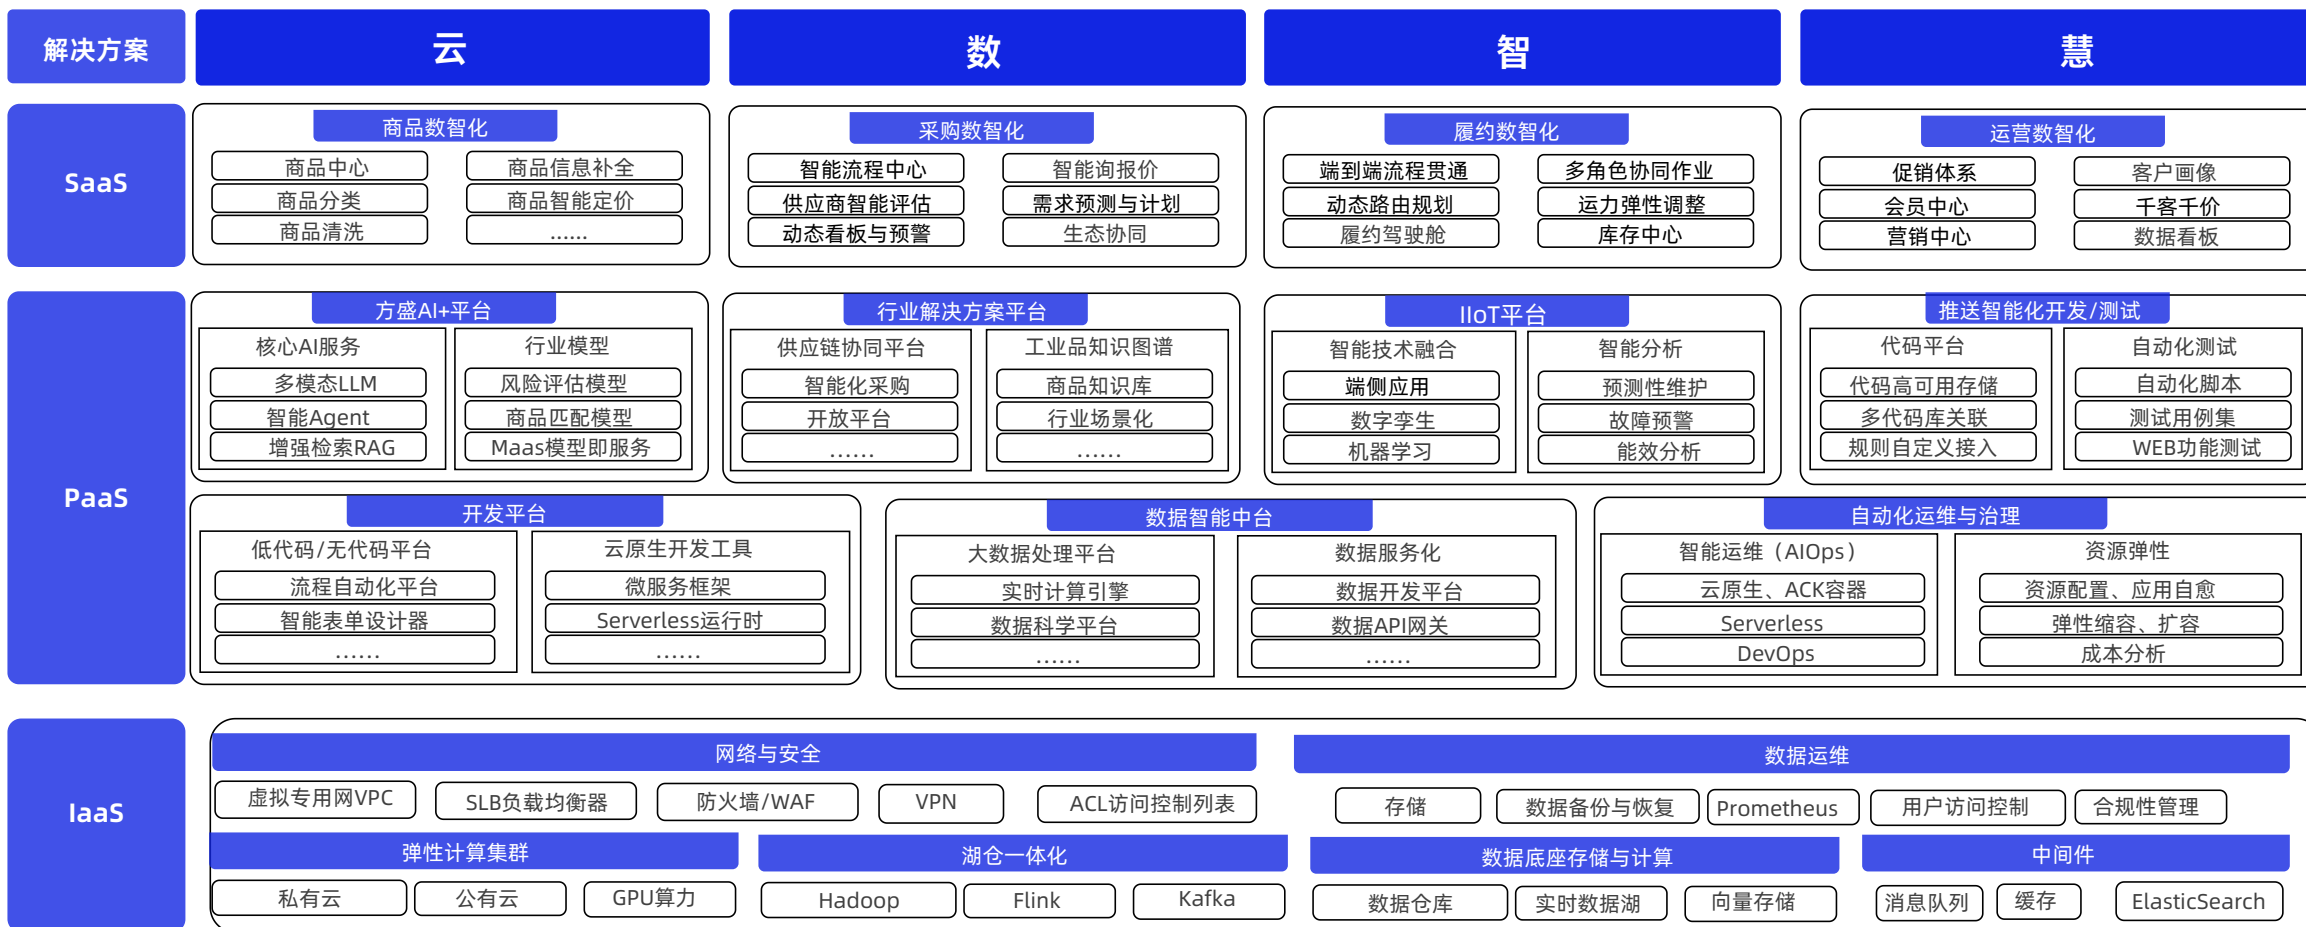 解决方案
云
数
智
慧
SaaS
商品数智化
商品中心
商品信息补全
商品分类
商品智能定价
商品清洗
......
采购数智化
智能流程中心
智能询报价
供应商智能评估
需求预测与计划
动态看板与预警
生态协同
履约数智化
端到端流程贯通
多角色协同作业
动态路由规划
运力弹性调整
履约驾驶舱
库存中心
运营数智化
促销体系
客户画像
会员中心
千客千价
营销中心
数据看板
PaaS
方盛AI+平台
核心AI服务
多模态LLM
智能Agent
增强检索RAG
行业模型
风险评估模型
商品匹配模型
Maas模型即服务
行业解决方案平台
供应链协同平台
智能化采购
开放平台
......
工业品知识图谱
商品知识库
行业场景化
......
IIoT平台
智能技术融合
端侧应用
数字孪生
机器学习
智能分析
预测性维护
故障预警
能效分析
推送智能化开发/测试
代码平台
代码高可用存储
多代码库关联
规则自定义接入
自动化测试
自动化脚本
测试用例集
WEB功能测试
开发平台
低代码/无代码平台
流程自动化平台
智能表单设计器
......
云原生开发工具
微服务框架
Serverless运行时
......
数据智能中台
大数据处理平台
实时计算引擎
数据科学平台
......
数据服务化
数据开发平台
数据API网关
......
自动化运维与治理
智能运维（AIOps）
云原生、ACK容器
Serverless
DevOps
资源弹性
资源配置、应用自愈
弹性缩容、扩容
成本分析
IaaS
网络与安全
虚拟专用网VPC
SLB负载均衡器
防火墙/WAF
VPN
ACL访问控制列表
数据运维
存储
数据备份与恢复
Prometheus
用户访问控制
合规性管理
弹性计算集群
私有云
公有云
GPU算力
湖仓一体化
Hadoop
Flink
Kafka
数据底座存储与计算
数据仓库
实时数据湖
向量存储
中间件
消息队列
缓存
ElasticSearch